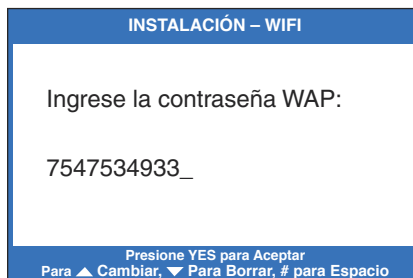 INSTALACIÓN – WIFI
Ingrese la contraseña WAP:
7547534933_
Presione YES para Aceptar
Para ▲ Cambiar, ▼ Para Borrar, # para Espacio